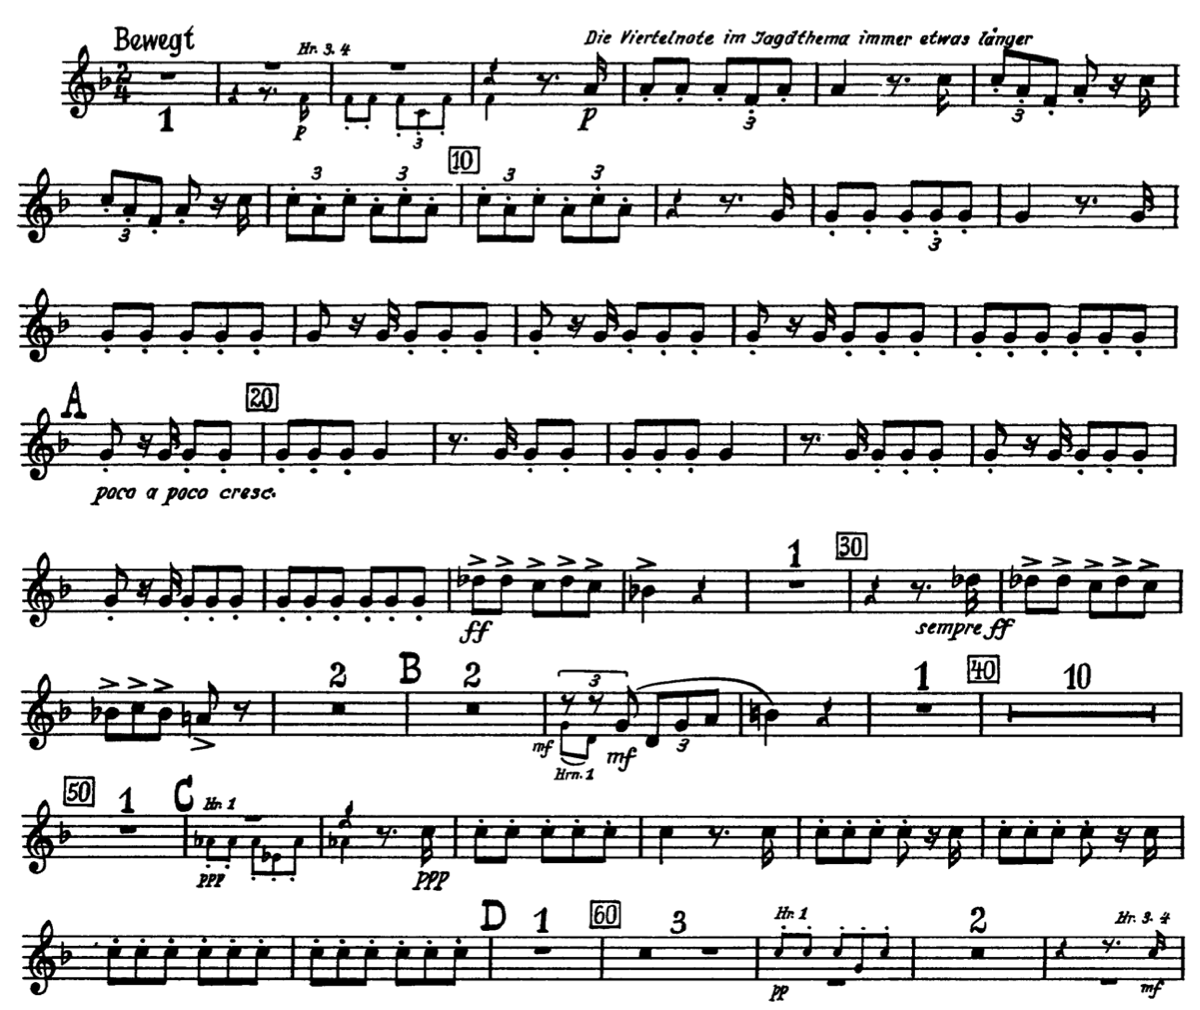 Bewegt
Hr. 3. 4
Die Viertelnote im Jagdthema immer etwas länger
2
4
1
p
3
p
3
3
10
3
3
3
3
3
3
A
20
poco a poco cresc.
1
30
ff
sempre ff
2
B
2
3
1
40
10
mf
mf
3
Hrn. 1
50
1
C
Hr. 1
ppp
ppp
D
1
60
3
Hr. 1
2
Hr. 3. 4
pp
mf